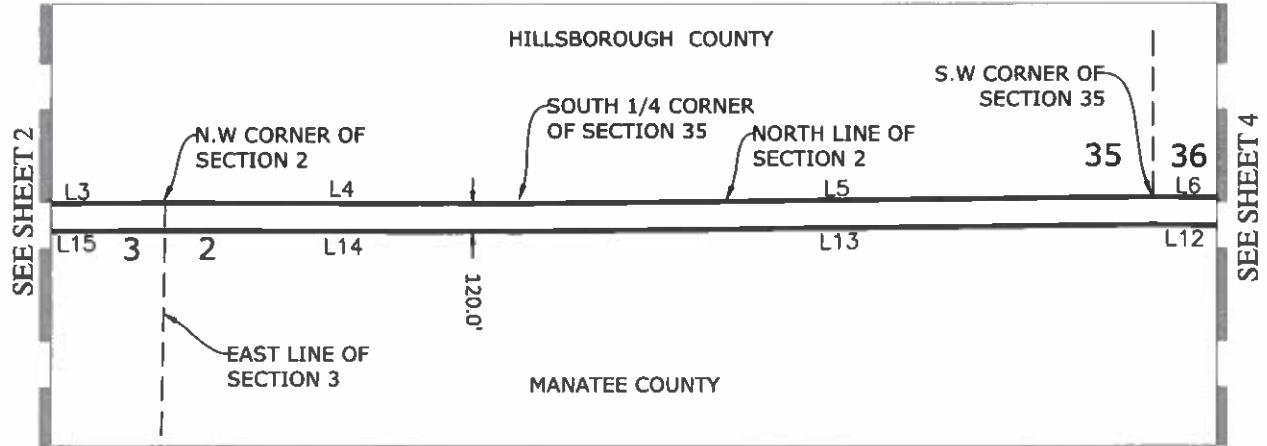 HILLSBOROUGH COUNTY
S.W CORNER OF
SECTION 35
SOUTH 1/4 CORNER
OF SECTION 35
NORTH LINE OF
SECTION 2
N.W CORNER OF
SECTION 2
35
36
SEE SHEET 2
SEE SHEET 4
L3
L4
L5
L6
L15
3
2
L14
L13
L12
120.0'
EAST LINE OF
SECTION 3
MANATEE COUNTY